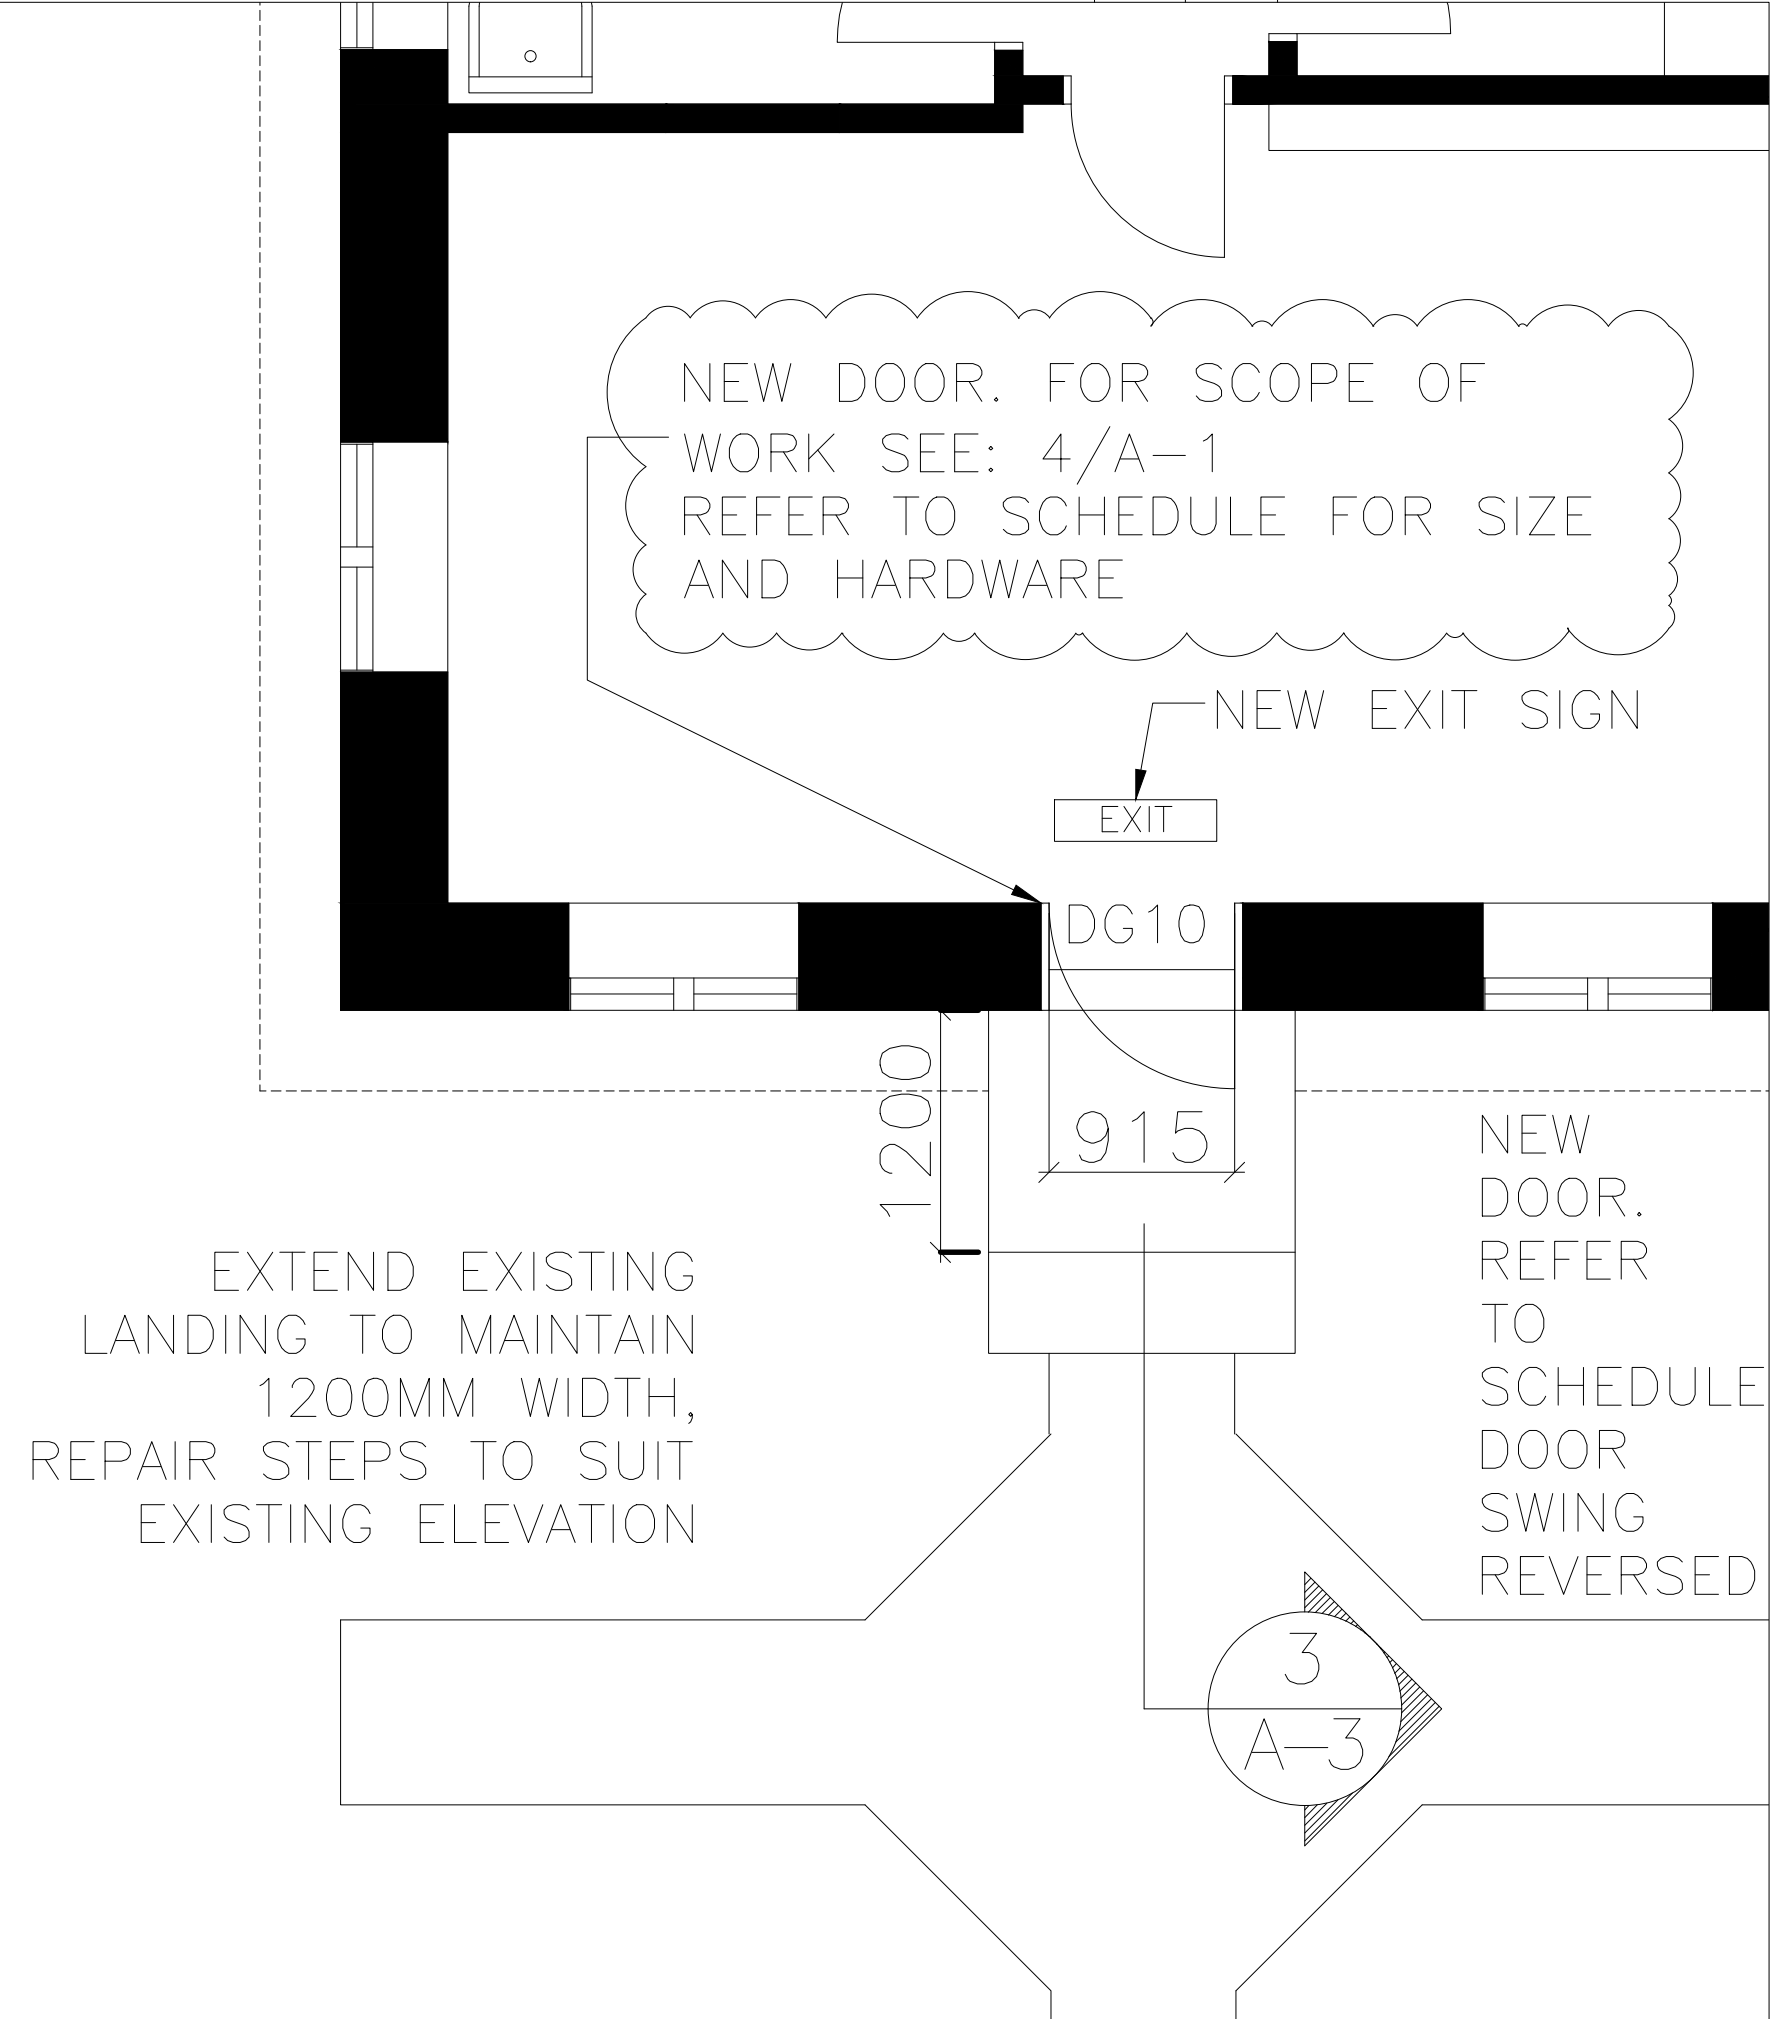 NEW DOOR. FOR SCOPE OF
WORK SEE: 4/A-1
REFER TO SCHEDULE FOR SIZE
AND HARDWARE
NEW EXIT SIGN
EXIT
DG10
1200
915
EXTEND EXISTING
LANDING TO MAINTAIN
1200MM WIDTH,
REPAIR STEPS TO SUIT
EXISTING ELEVATION
NEW
DOOR.
REFER
TO
SCHEDULE
DOOR
SWING
REVERSED
3
A-3